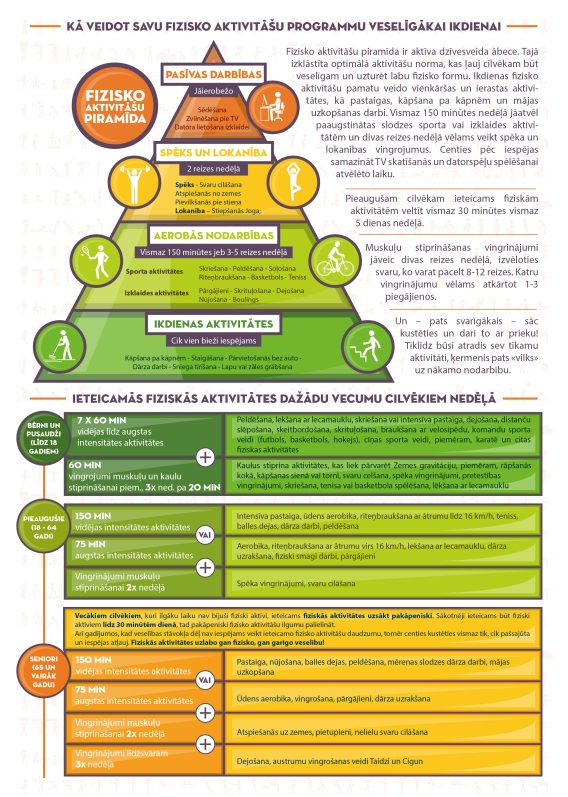 KĀ VEIDOT SAVU FIZISKO AKTIVITĀŠU PROGRAMMU VESELĪGĀKAI IKDIENAI
FIZISKO
AKTIVITĀŠU
PIRAMĪDA
PASĪVAS DARBĪBAS
Jāierobežo
Sēdēšana
Zvilnēšana pie TV
Datora lietošana izklaidei
SPĒKS UN LOKANĪBA
2 reizes nedēļā
Spēks - Svaru cilāšana
Atspiešanās no zemes
Pievilkšanās pie stieņa
Lokanība – Stiepšanās Joga;
AEROBĀS NODARBĪBAS
Vismaz 150 minūtes jeb 3-5 reizes nedēļā
Sporta aktivitātes
Skriešana - Peldēšana - Soļošana
Riteņbraukšana - Basketbols - Teniss
Izklaides aktivitātes
Pārgājieni - Skrituļošana - Dejošana
Nūjošana - Boulings
IKDIENAS AKTIVITĀTES
Cik vien bieži iespējams
Kāpšana pa kāpnēm - Staigāšana - Pārvietošanās bez auto -
Dārza darbi - Sniega tīrīšana - Lapu vai zāles grābšana
Fizisko aktivitāšu piramīda ir aktīva dzīvesveida ābece. Tajā
izklāstīta optimālā aktivitāšu norma, kas ļauj cilvēkam būt
veselīgam un uzturēt labu fizisko formu. Ikdienas fizisko
aktivitāšu pamatu veido vienkāršas un ierastas aktivi-
tātes, kā pastaigas, kāpšana pa kāpnēm un mājas
uzkopšanas darbi. Vismaz 150 minūtes nedēļā jāatvēl
paaugstinātas slodzes sporta vai izklaides aktivi-
tātēm un divas reizes nedēļā vēlams veikt spēka un
lokanības vingrojumus. Centies pēc iespējas
samazināt TV skatīšanās un datorspēļu spēlēšanai
atvēlēto laiku.
Pieaugušam cilvēkam ieteicams fiziskām
aktivitātēm veltīt vismaz 30 minūtes vismaz
5 dienas nedēļā.
Muskuļu stiprināšanas vingrinājumi
jāveic divas reizes nedēļā, izvēloties
svaru, ko varat pacelt 8-12 reizes. Katru
vingrinājumu vēlams atkārtot 1-3
piegājienos.
Un – pats svarīgākais – sāc
kustēties un dari to ar prieku!
Tiklīdz būsi atradis sev tīkamu
aktivitāti, ķermenis pats «vilks»
uz nākamo nodarbību.
IETEICAMĀS FIZISKĀS AKTIVITĀTES DAŽĀDU VECUMU CILVĒKIEM NEDĒĻĀ
BĒRNI UN
PUSAUDŽI
(LĪDZ 18
GADIEM)
7 X 60 MIN
vidējas līdz augstas
intensitātes aktivitātes
+
Peldēšana, lekšana ar lecamauklu, skriešana vai intensīva pastaiga, dejošana, distanču
slēpošana, skeitbordošana, skrituļošana, braukšana ar velosipēdu, komandu sporta
veidi (futbols, basketbols, hokejs), cīņas sporta veidi, piemēram, karatē un citas
fiziskas aktivitātes
60 MIN
vingrojumi muskuļu un kaulu
stiprināšanai piem., 3x ned. pa 20 MIN
Kaulus stiprina aktivitātes, kas liek pārvarēt Zemes gravitāciju, piemēram, rāpšanās
kokā, kāpšanas sienā vai tornī, svaru celšana, spēka vingrinājumi, pretestības
vingrinājumi, skriešana, tenisa vai basketbola spēlēšana, lēkšana ar lecamauklu
PIEAUGUŠIE
(18 - 64
GADI)
150 MIN
vidējas intensitātes aktivitātes
VAI
Intensīva pastaiga, ūdens aerobika, riteņbraukšana ar ātrumu līdz 16 km/h, teniss,
balles dejas, dārza darbi, peldēšana
75 MIN
augstas intensitātes aktivitātes
+
Aerobika, riteņbraukšana ar ātrumu virs 16 km/h, lekšana ar lecamauklu, dārza
uzrakšana, fiziski smagi darbi, pārgājieni
Vingrinājumi muskuļu
stiprināšanai 2x nedēļā
Spēka vingrinājumi, svaru cilāšana
Vecākiem cilvēkiem, kuri ilgāku laiku nav bijuši fiziski aktīvi, ieteicams fiziskās aktivitātes uzsākt pakāpeniski. Sākotnēji ieteicams būt fiziski
aktīviem līdz 30 minūtēm dienā, tad pakāpeniski fizisko aktivitāšu ilgumu palielināt.
Arī gadījumos, kad veselības stāvokļa dēļ nav iespējams veikt ieteicamo fizisko aktivitāšu daudzumu, tomēr centies kustēties vismaz tik, cik pašsajūta
un iespējas atļauj. Fiziskās aktivitātes uzlabo gan fizisko, gan garīgo veselību!
SENIORI
(65 UN
VAIRĀK
GADU)
150 MIN
vidējas intensitātes aktivitātes
VAI
Pastaiga, nūjošana, balles dejas, peldēšana, mērenas slodzes dārza darbi, mājas
uzkopšana
75 MIN
augstas intensitātes aktivitātes
+
Ūdens aerobika, vingrošana, pārgājieni, dārza uzrakšana
Vingrinājumi muskuļu
stiprināšanai 2x nedēļā
+
Atspiešanās uz zemes, pietupieni, nelielu svaru cilāšana
Vingrinājumi līdzsvaram
3x nedēļā
Dejošana, austrumu vingrošanas veidi Taidzi un Cigun